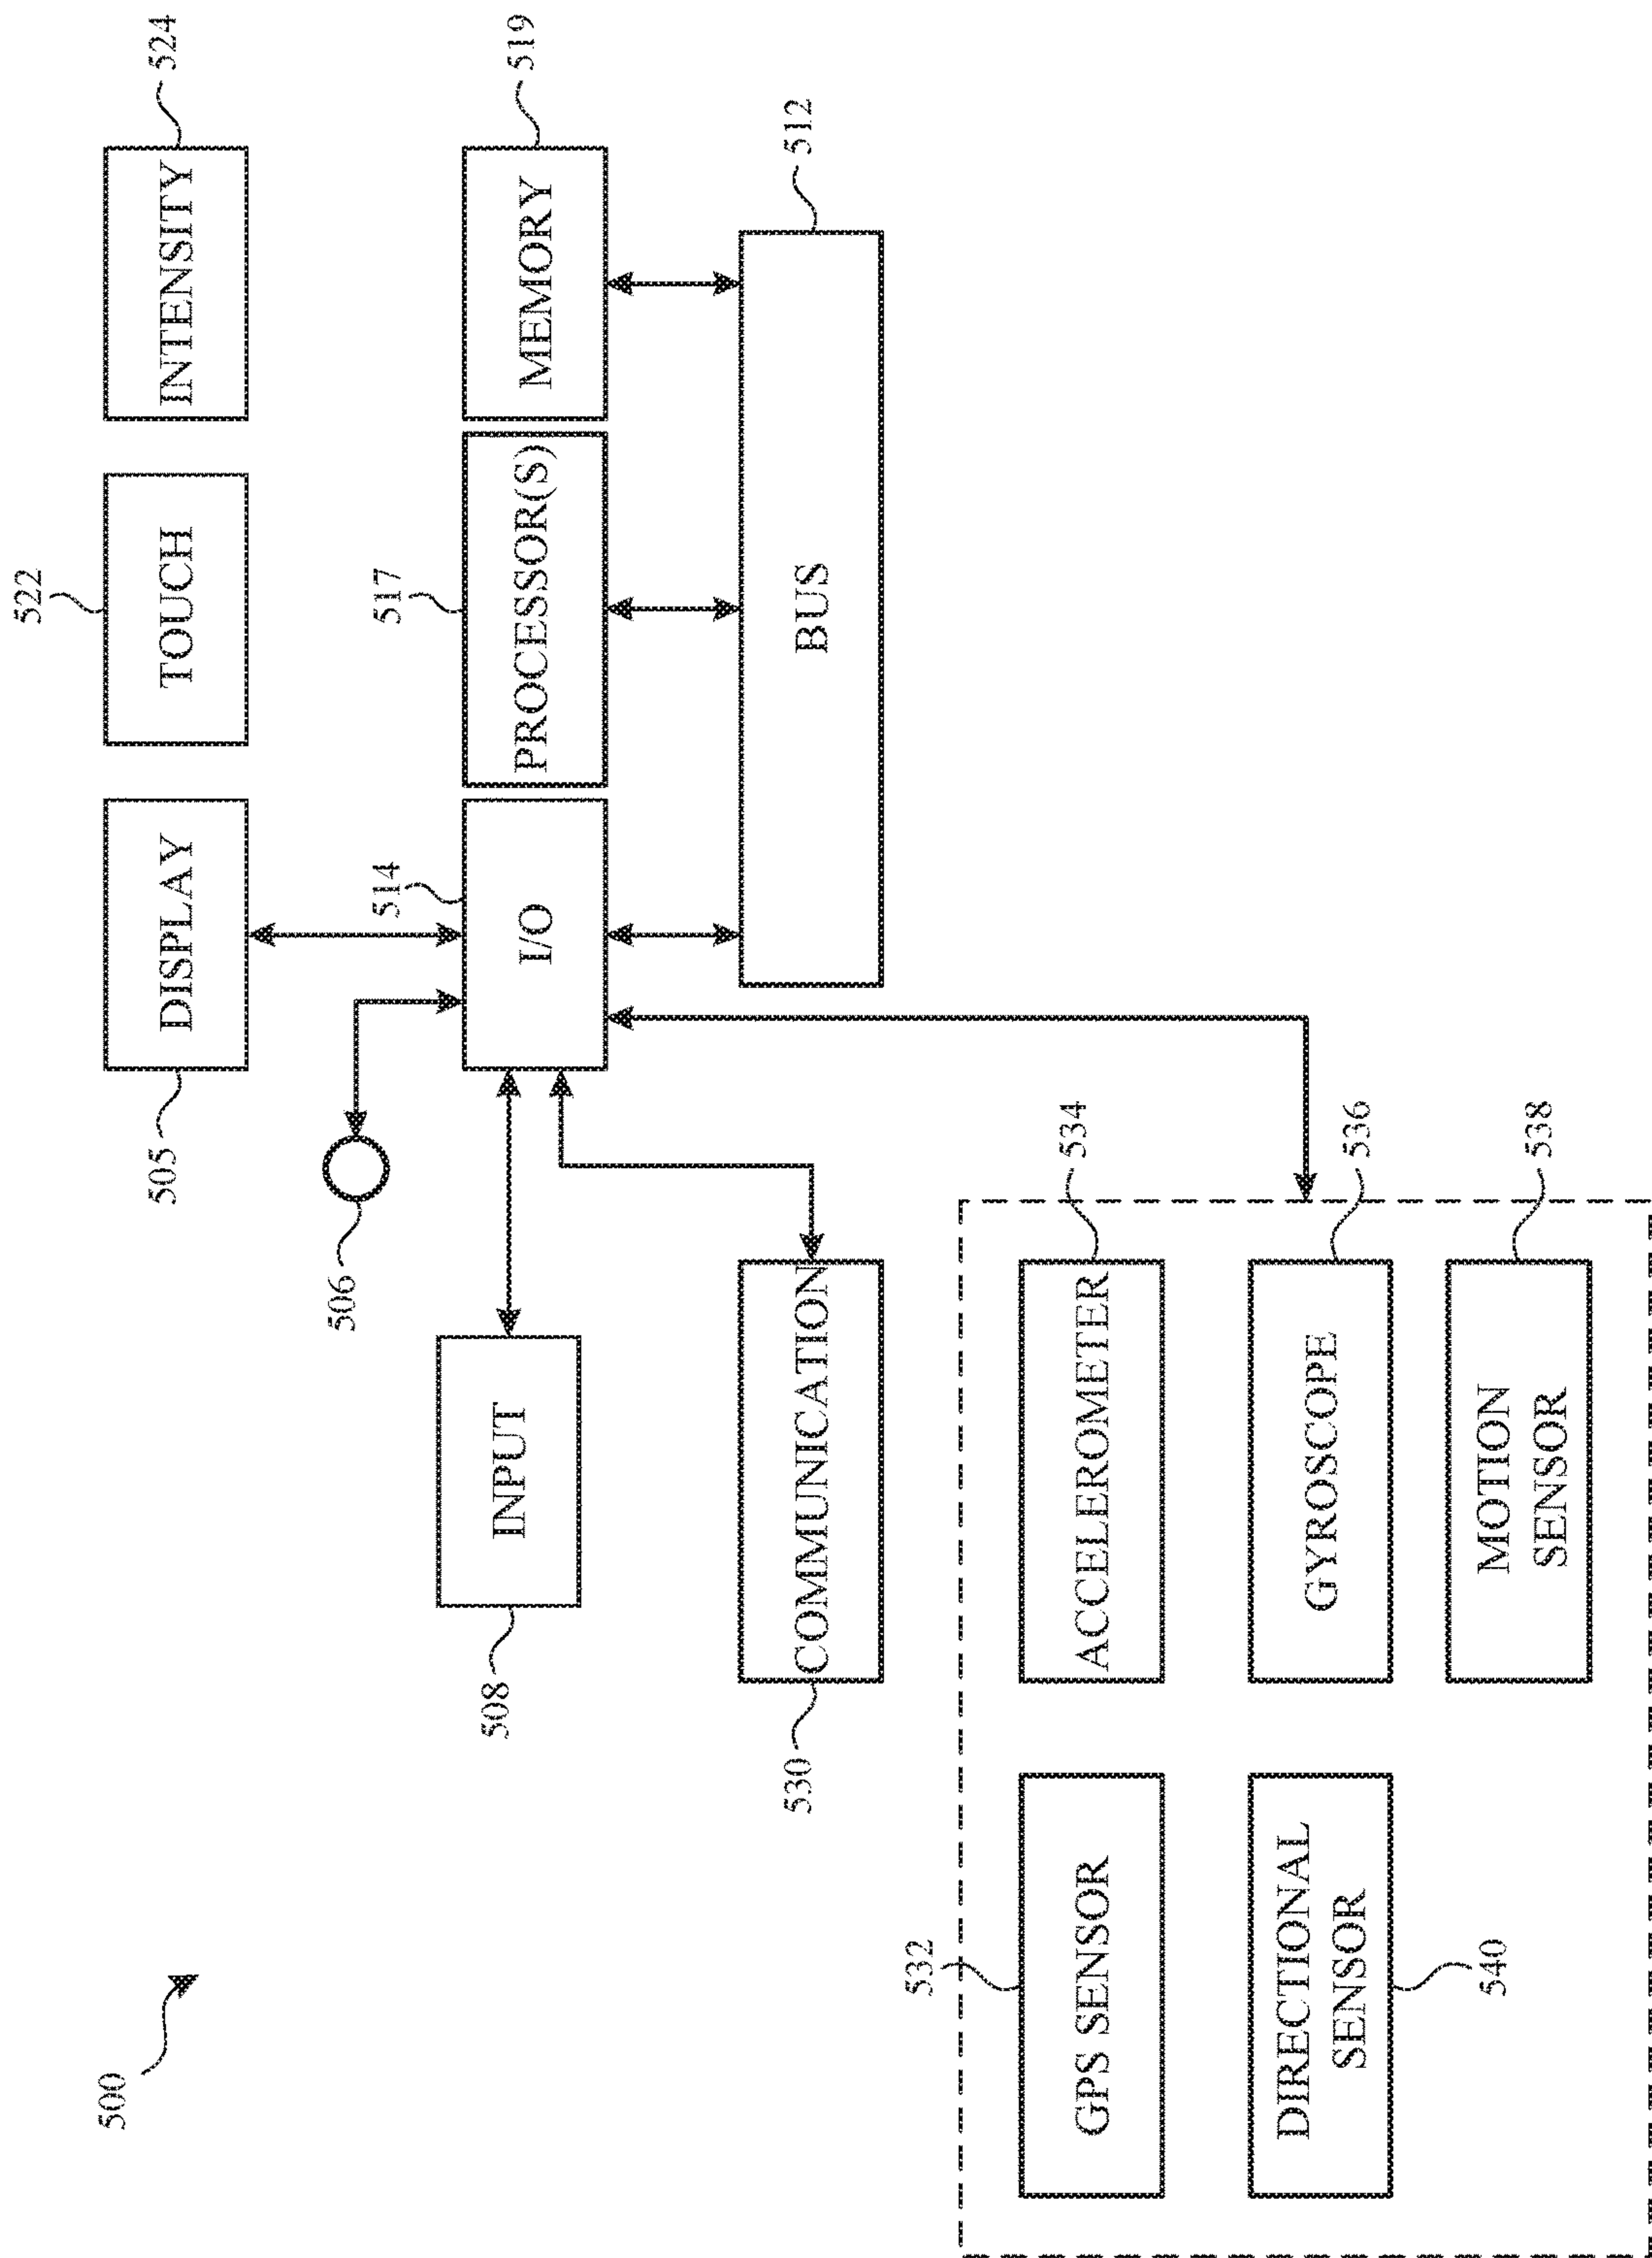 522
500
505
DISPLAY
TOUCH
INTENSITY
524
506
514
517
508
INPUT
I/O
PROCESSOR(S)
MEMORY
519
530
COMMUNICATION
BUS
512
532
GPS SENSOR
ACCELEROMETER
534
DIRECTIONAL
SENSOR
GYROSCOPE
536
540
MOTION
SENSOR
538